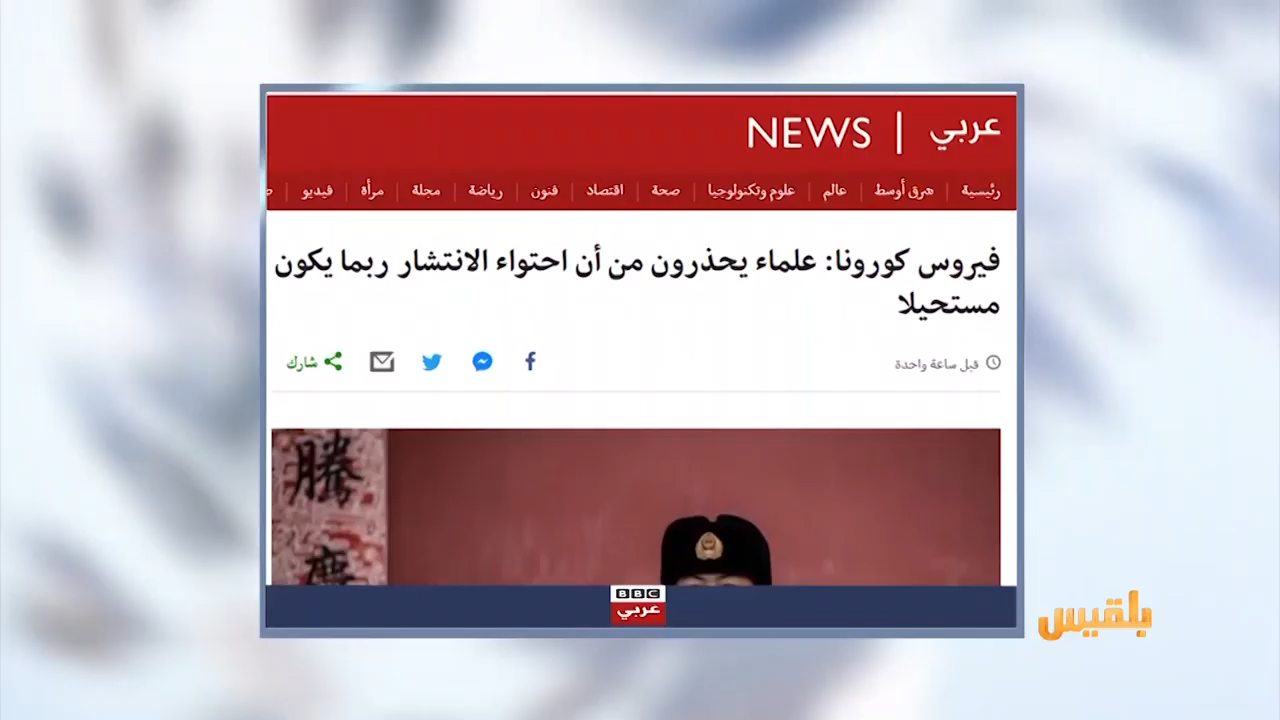 عربي | NEWS
رئيسية | شرق أوسط | عالم | علوم وتكنولوجيا | صحة | اقتصاد | فنون | رياضة | مجلة | مرأة | فيديو
فيروس كورونا: علماء يحذرون من أن احتواء الانتشار ربما يكون
مستحيلا
قبل ساعة واحدة
شارك
騰
BBC
عربي
بلقيس